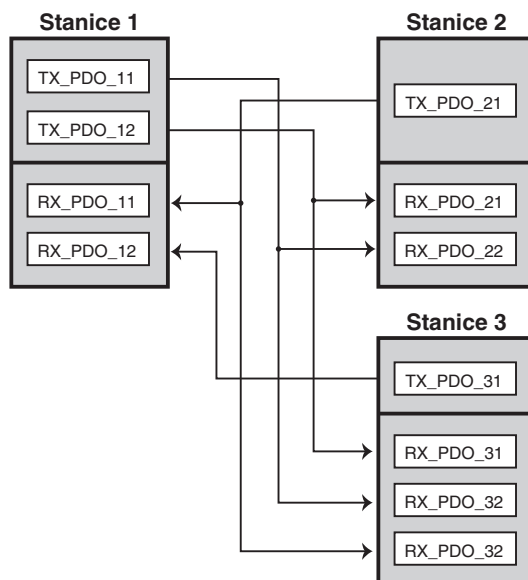 Stanice 1
TX_PDO_11
TX_PDO_12
RX_PDO_11
RX_PDO_12
Stanice 2
TX_PDO_21
RX_PDO_21
RX_PDO_22
Stanice 3
TX_PDO_31
RX_PDO_31
RX_PDO_32
RX_PDO_32